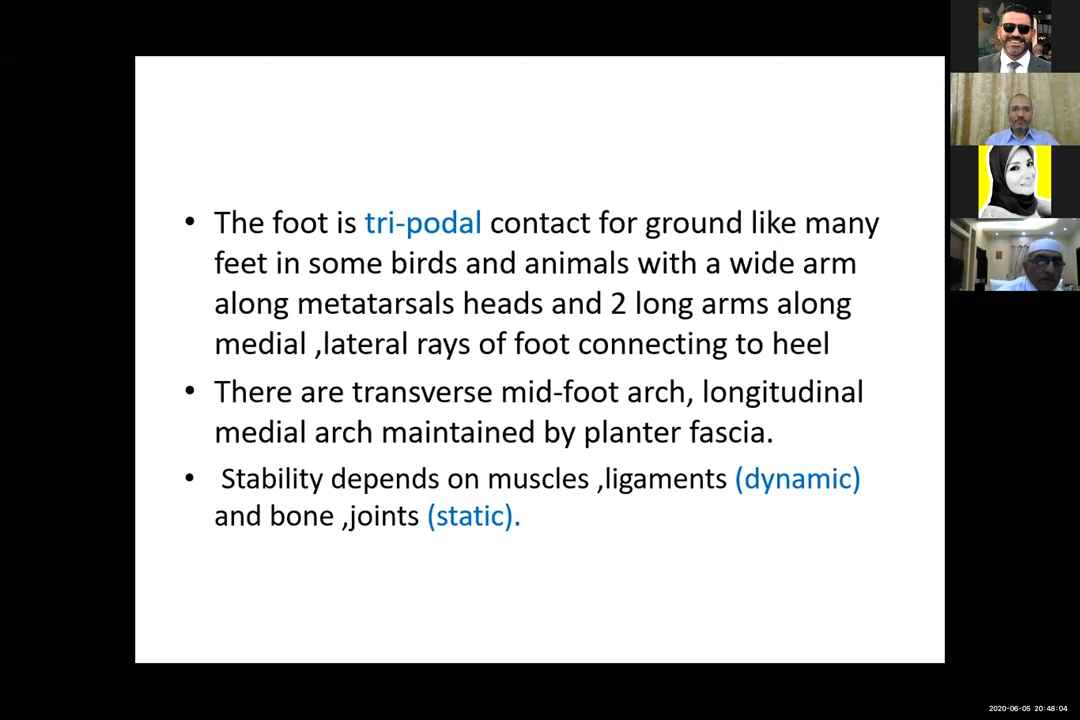 • The foot is tri-podal contact for ground like many
feet in some birds and animals with a wide arm
along metatarsals heads and 2 long arms along
medial ,lateral rays of foot connecting to heel
• There are transverse mid-foot arch, longitudinal
medial arch maintained by planter fascia.
• Stability depends on muscles ,ligaments (dynamic)
and bone ,joints (static).
2020-06-05 20:48:04